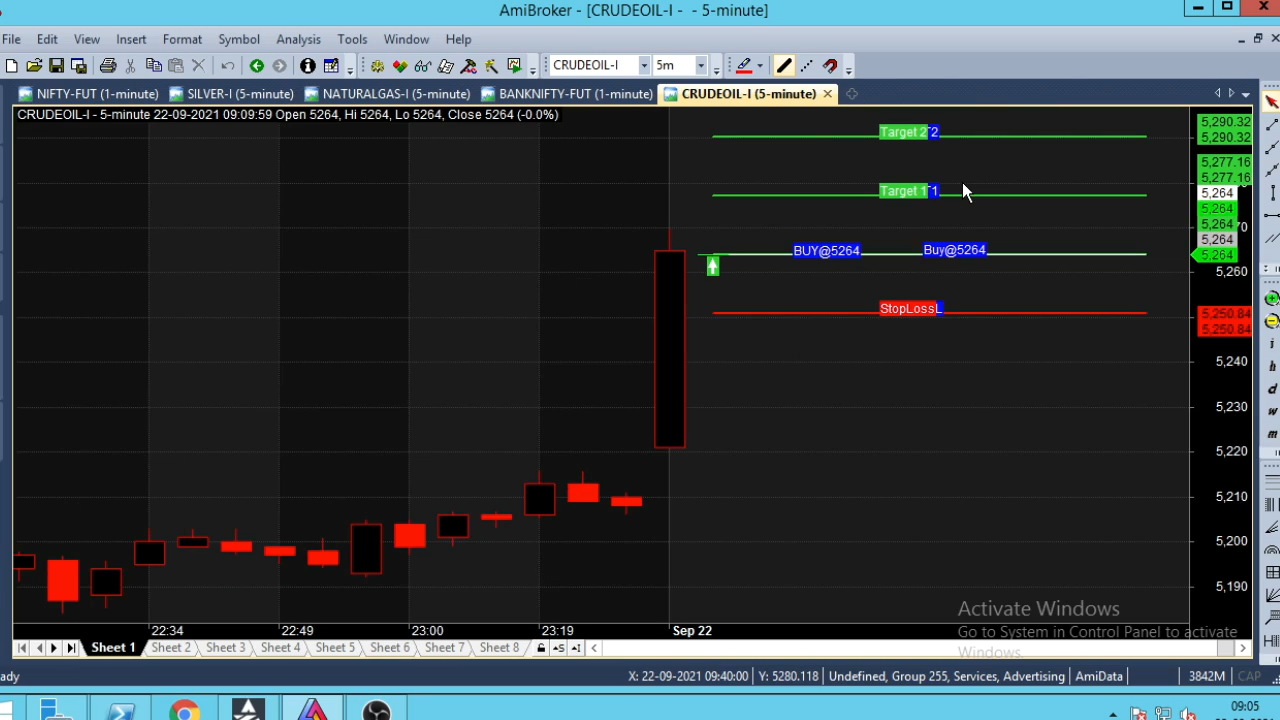 AmiBroker - [CRUDEOIL-I - - 5-minute]
File Edit View Insert Format Symbol Analysis Tools Window Help
CRUDEOIL-I 5m
NIFTY-FUT (1-minute) SILVER-I (5-minute) NATURALGAS-I (5-minute) BANKNIFTY-FUT (1-minute) CRUDEOIL-I (5-minute)
CRUDEOIL-I - 5-minute 22-09-2021 09:09:59 Open 5264, Hi 5264, Lo 5264, Close 5264 (-0.0%)
5,290.32
Target 2 T2
5,290.32
5,277.16
5,277.16
Target 1 T1
5,264
5,264
5,264
5,264
BUY@5264 Buy@5264
5,264
5,260
StopLoss L
5,250.84
5,250.84
5,240
5,230
5,220
5,210
5,200
5,190
Activate Windows
Go to System in Control Panel to activate
Windows.
22:34 22:49 23:00 23:19 Sep 22
Sheet 1 Sheet 2 Sheet 3 Sheet 4 Sheet 5 Sheet 6 Sheet 7 Sheet 8
X: 22-09-2021 09:40:00 Y: 5280.118 Undefined, Group 255, Services, Advertising AmiData 3842M CAP
09:05